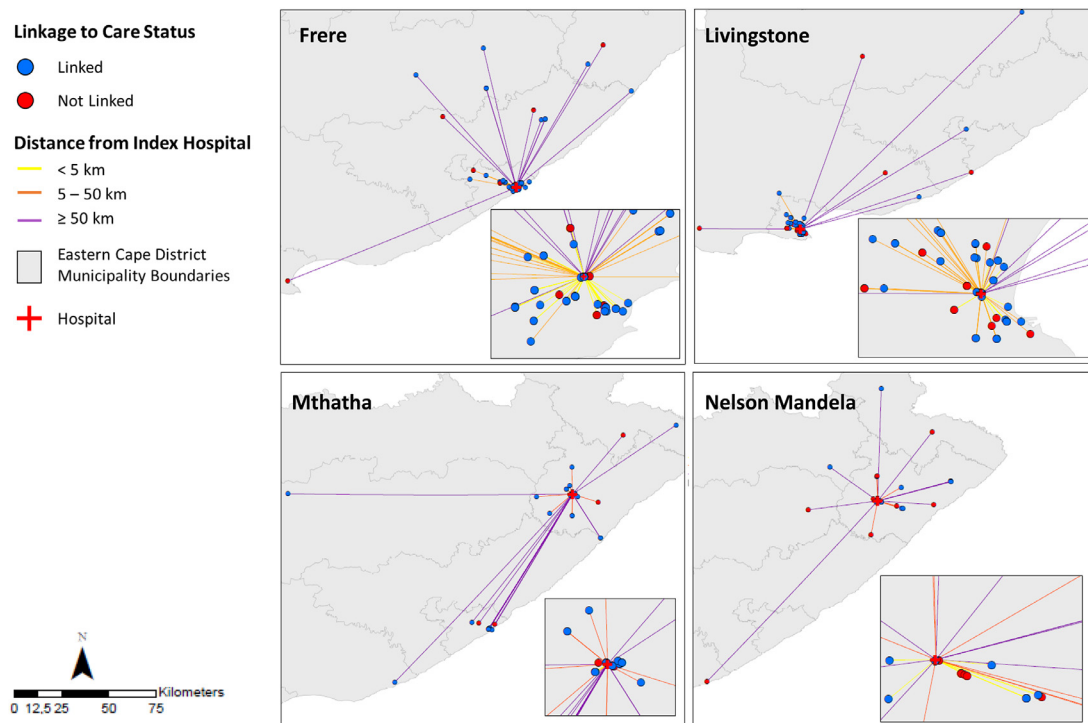 Linkage to Care Status
Linked
Not Linked
Distance from Index Hospital
< 5 km
5 – 50 km
≥ 50 km
Eastern Cape District
Municipality Boundaries
Hospital
N
Kilometers
0 12,5 25 50 75
Frere
Livingstone
Mthatha
Nelson Mandela